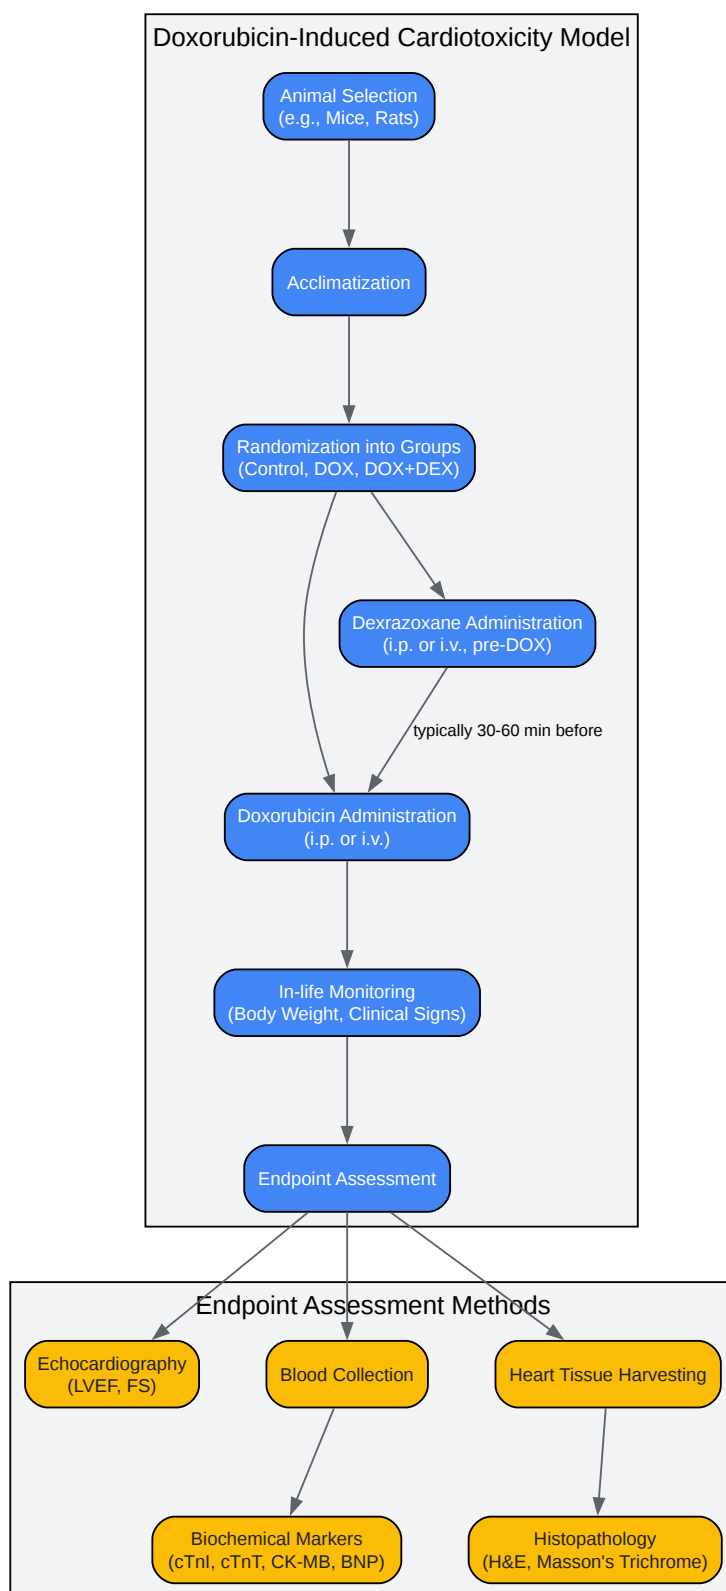 Doxorubicin-Induced Cardiotoxicity Model
Animal Selection
(e.g., Mice, Rats)
Acclimatization
Randomization into Groups
(Control, DOX, DOX+DEX)
Dexrazoxane Administration
(i.p. or i.v., pre-DOX)
typically 30-60 min before
Doxorubicin Administration
(i.p. or i.v.)
In-life Monitoring
(Body Weight, Clinical Signs)
Endpoint Assessment
Endpoint Assessment Methods
Echocardiography
(LVEF, FS)
Blood Collection
Heart Tissue Harvesting
Biochemical Markers
(cTnI, cTnT, CK-MB, BNP)
Histopathology
(H&E, Masson's Trichrome)